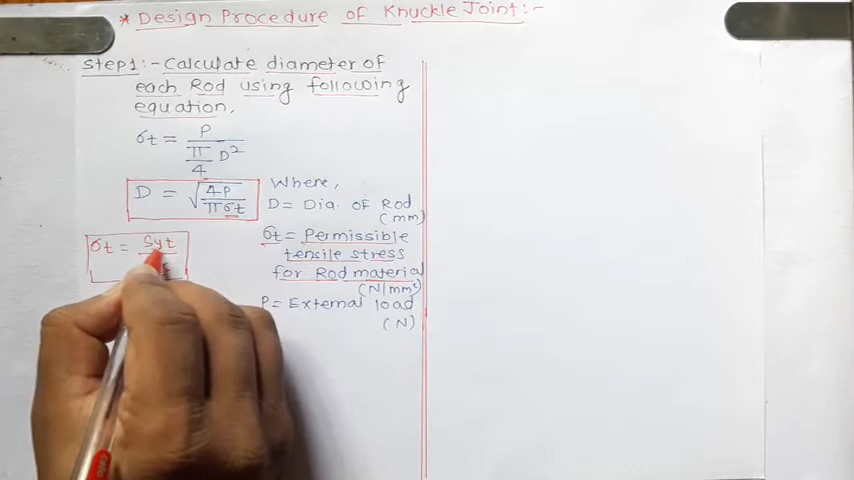 * Design Procedure of Knuckle Joint:-
Step1:- Calculate diameter of
each Rod using following
equation,
σt = P
π/4 D²
D = √4P/πσt
Where,
D = Dia. of Rod
(mm)
σt = Permissible
tensile stress
for Rod material
(N/mm²)
σt = Syt
P = External load
(N)